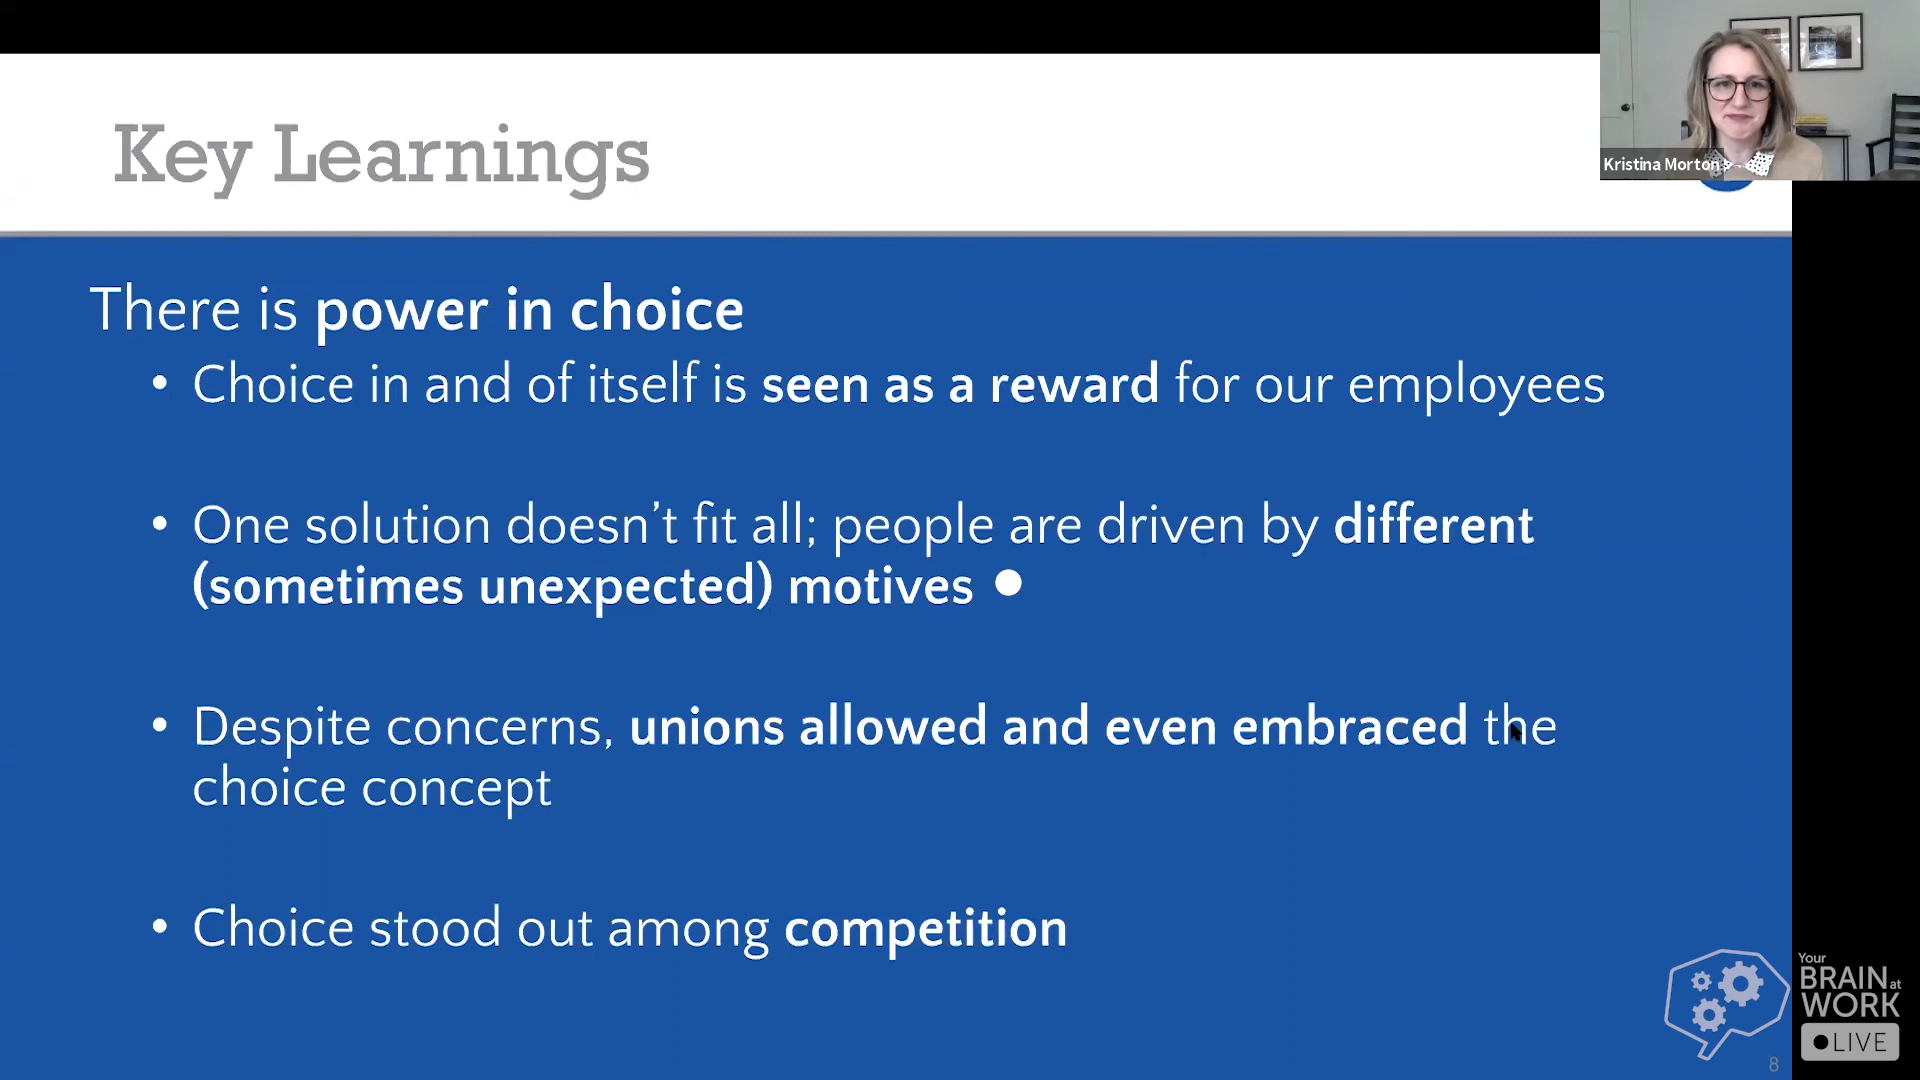 Key Learnings
Kristina Morton
There is power in choice
• Choice in and of itself is seen as a reward for our employees
• One solution doesn’t fit all; people are driven by different
(sometimes unexpected) motives
• Despite concerns, unions allowed and even embraced the
choice concept
• Choice stood out among competition
Your
BRAIN at
WORK
LIVE
8